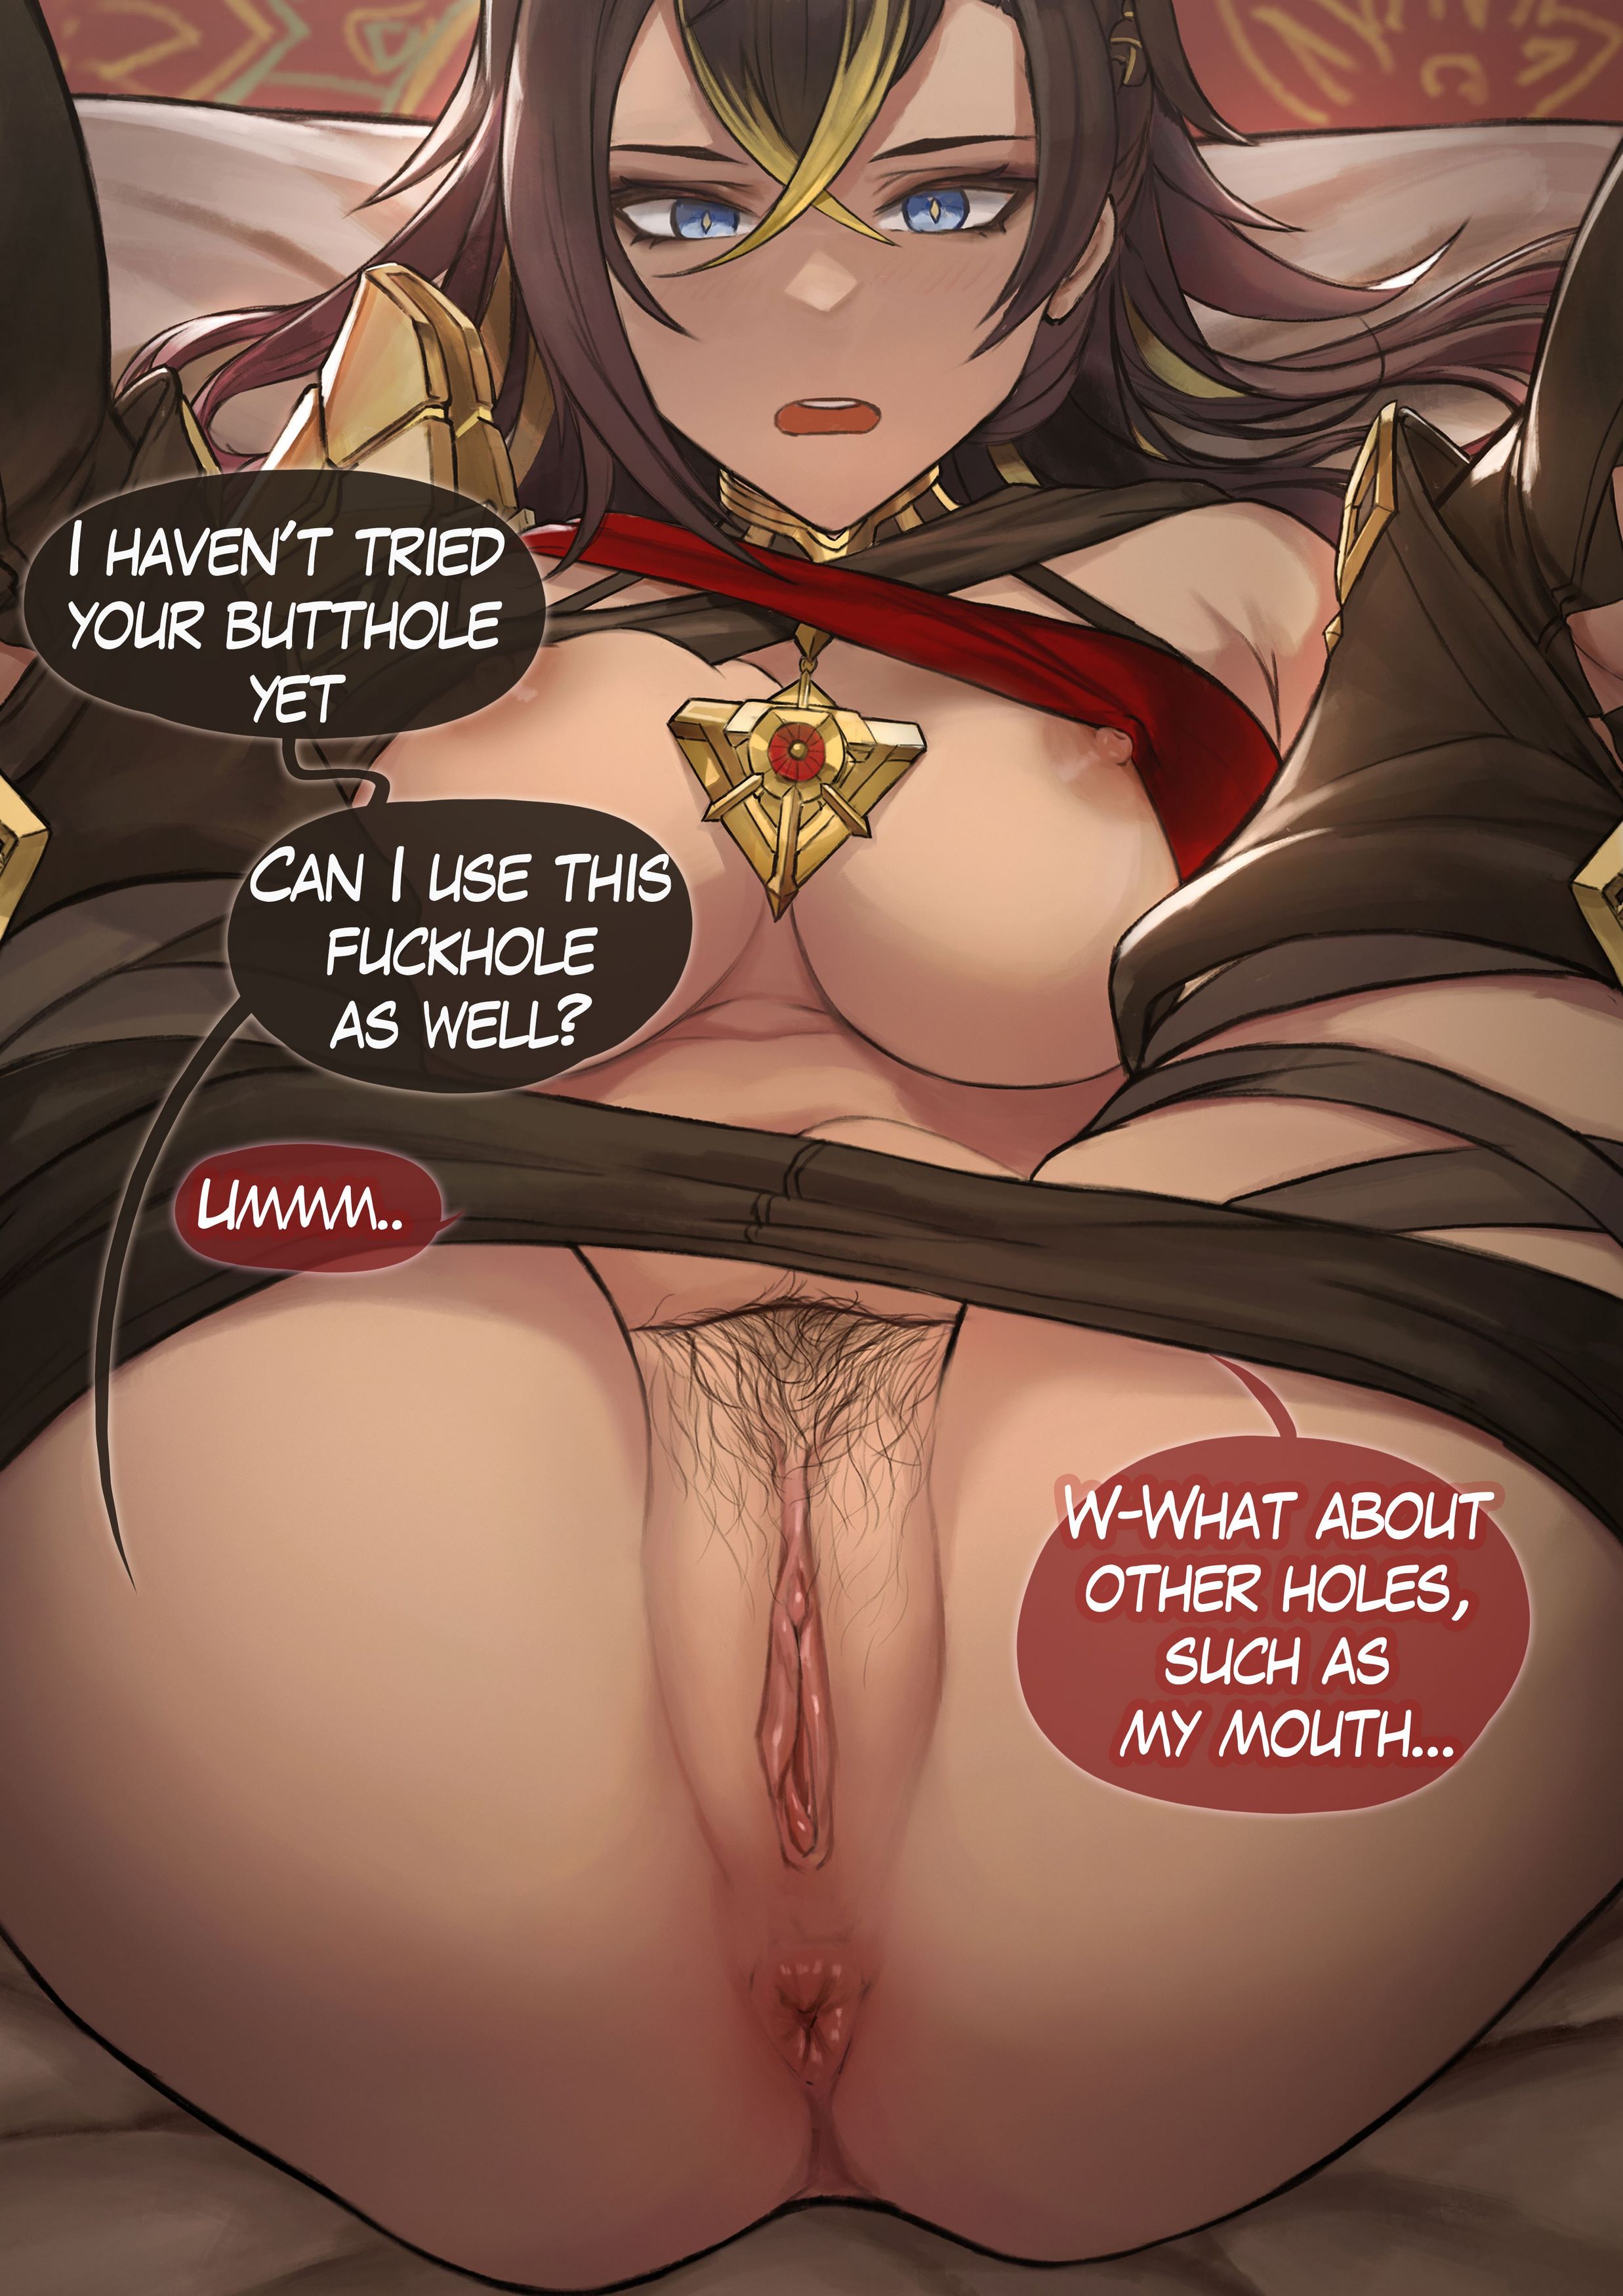 I HAVEN'T TRIED
YOUR BUTTHOLE
YET
CAN I USE THIS
FUCKHOLE
AS WELL?
UMMM..
W-WHAT ABOUT
OTHER HOLES,
SUCH AS
MY MOUTH...